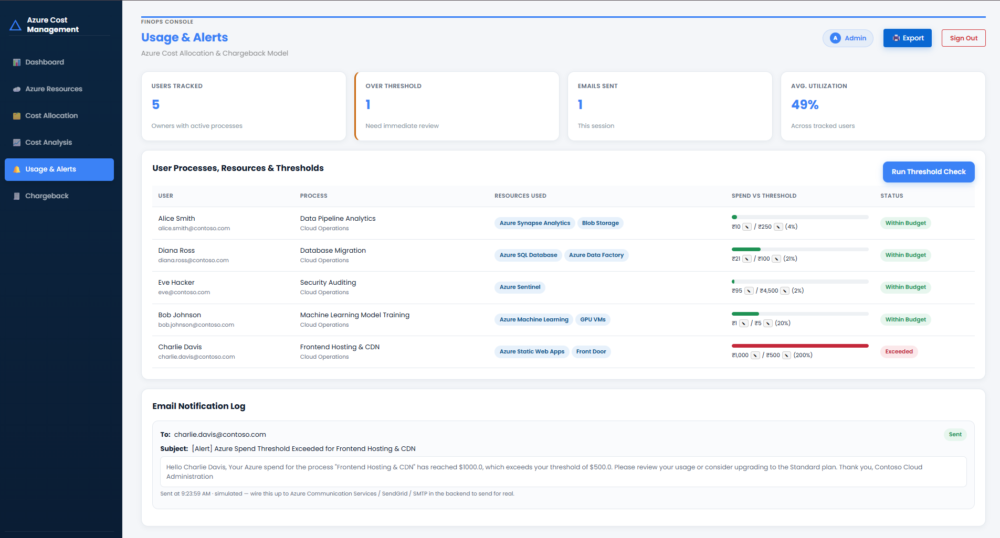 Azure Cost
Management
Dashboard
Azure Resources
Cost Allocation
Cost Analysis
Usage & Alerts
Chargeback
FINOPS CONSOLE
Usage & Alerts
Azure Cost Allocation & Chargeback Model
A Admin
Export
Sign Out
USERS TRACKED
5
Owners with active processes
OVER THRESHOLD
1
Need immediate review
EMAILS SENT
1
This session
AVG. UTILIZATION
49%
Across tracked users
User Processes, Resources & Thresholds
Run Threshold Check
USER PROCESS RESOURCES USED SPEND VS THRESHOLD STATUS
Alice Smith
alice.smith@contoso.com
Data Pipeline Analytics
Cloud Operations
Azure Synapse Analytics Blob Storage
₹10 / ₹250 (4%)
Within Budget
Diana Ross
diana.ross@contoso.com
Database Migration
Cloud Operations
Azure SQL Database Azure Data Factory
₹21 / ₹100 (21%)
Within Budget
Eve Hacker
eve@contoso.com
Security Auditing
Cloud Operations
Azure Sentinel
₹95 / ₹4,500 (2%)
Within Budget
Bob Johnson
bob.johnson@contoso.com
Machine Learning Model Training
Cloud Operations
Azure Machine Learning GPU VMs
₹1 / ₹5 (20%)
Within Budget
Charlie Davis
charlie.davis@contoso.com
Frontend Hosting & CDN
Cloud Operations
Azure Static Web Apps Front Door
₹1,000 / ₹500 (200%)
Exceeded
Email Notification Log
To: charlie.davis@contoso.com
Sent
Subject: [Alert] Azure Spend Threshold Exceeded for Frontend Hosting & CDN
Hello Charlie Davis, Your Azure spend for the process "Frontend Hosting & CDN" has reached $1000.0, which exceeds your threshold of $500.0. Please review your usage or consider upgrading to the Standard plan. Thank you, Contoso Cloud
Administration
Sent at 9:23:59 AM · simulated — wire this up to Azure Communication Services / SendGrid / SMTP in the backend to send for real.